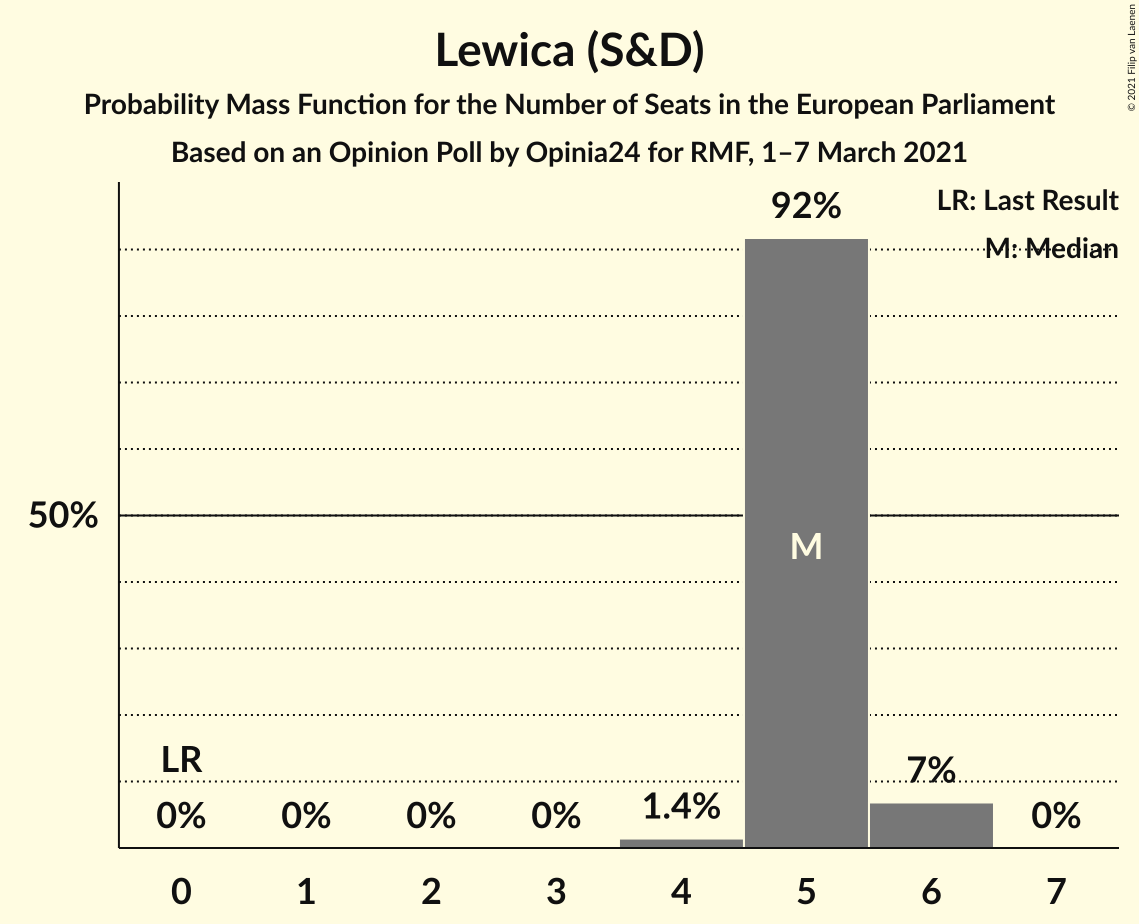 Lewica (S&D)
Probability Mass Function for the Number of Seats in the European Parliament
Based on an Opinion Poll by Opinia24 for RMF, 1–7 March 2021
© 2021 Filip van Laenen
LR: Last Result
M: Median
92%
50%
M
LR
0%
0%
0%
0%
1.4%
7%
0%
0 1 2 3 4 5 6 7